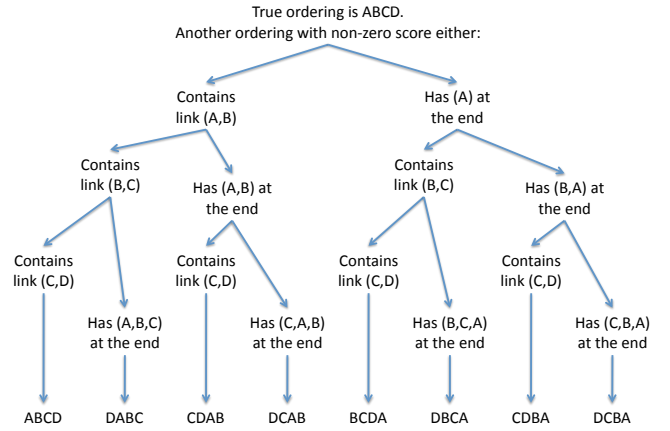 True ordering is ABCD.
Another ordering with non-zero score either:
Contains
link (A,B)
Has (A) at
the end
Contains
link (B,C)
Has (A,B) at
the end
Contains
link (B,C)
Has (B,A) at
the end
Contains
link (C,D)
Has (A,B,C)
at the end
Contains
link (C,D)
Has (C,A,B)
at the end
Contains
link (C,D)
Has (B,C,A)
at the end
Contains
link (C,D)
Has (C,B,A)
at the end
ABCD DABC CDAB DCAB BCDA DBCA CDBA DCBA